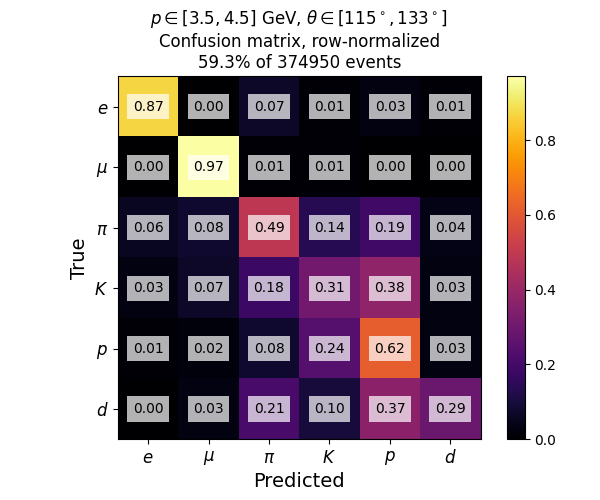 p ∈ [3.5, 4.5] GeV, θ ∈ [115°, 133°]
Confusion matrix, row-normalized
59.3% of 374950 events
e 0.87 0.00 0.07 0.01 0.03 0.01
μ 0.00 0.97 0.01 0.01 0.00 0.00
π 0.06 0.08 0.49 0.14 0.19 0.04
K 0.03 0.07 0.18 0.31 0.38 0.03
p 0.01 0.02 0.08 0.24 0.62 0.03
d 0.00 0.03 0.21 0.10 0.37 0.29
e μ π K p d
Predicted
True
0.8
0.6
0.4
0.2
0.0